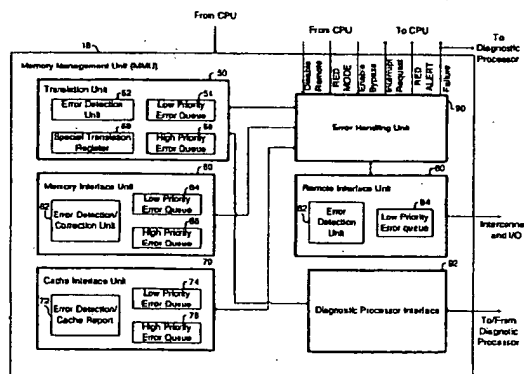 From CPU
From CPU
To CPU
To
Diagnostic
Processor
18
Memory Management Unit (MMU)
Disable
Remote
RED
MODE
Enable
Bypass
Interrupt
Request
RED
ALERT
Failure
50
Translation Unit
52
Error Detection
Unit
54
Low Priority
Error Queue
Special Translation
Register
High Priority
Error Queue
90
Error Handling Unit
60
Memory Interface Unit
62
Error Detection/
Correction Unit
64
Low Priority
Error Queue
High Priority
Error Queue
80
Remote Interface Unit
82
Error
Detection
Unit
84
Low Priority
Error queue
Interconnect
and I/O
70
Cache Interface Unit
72
Error Detection/
Cache Report
74
Low Priority
Error Queue
High Priority
Error Queue
92
Diagnostic Processor Interface
To/From
Diagnostic
Processor